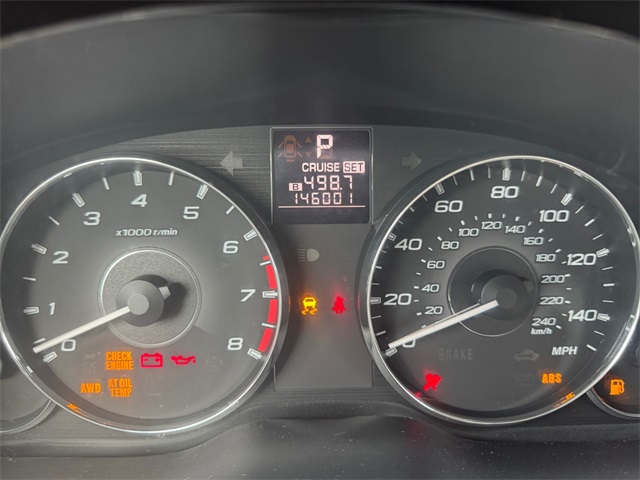 P
CRUISE SET
B 498.7
146001
0 1 2 3 4 5 6 7 8
x1000 r/min
CHECK
ENGINE
AWD
AT OIL
TEMP
0 20 40 60 80 100 120 140
20 60 80 100 120 140 160 180 200 220 240
km/h
MPH
BRAKE
ABS